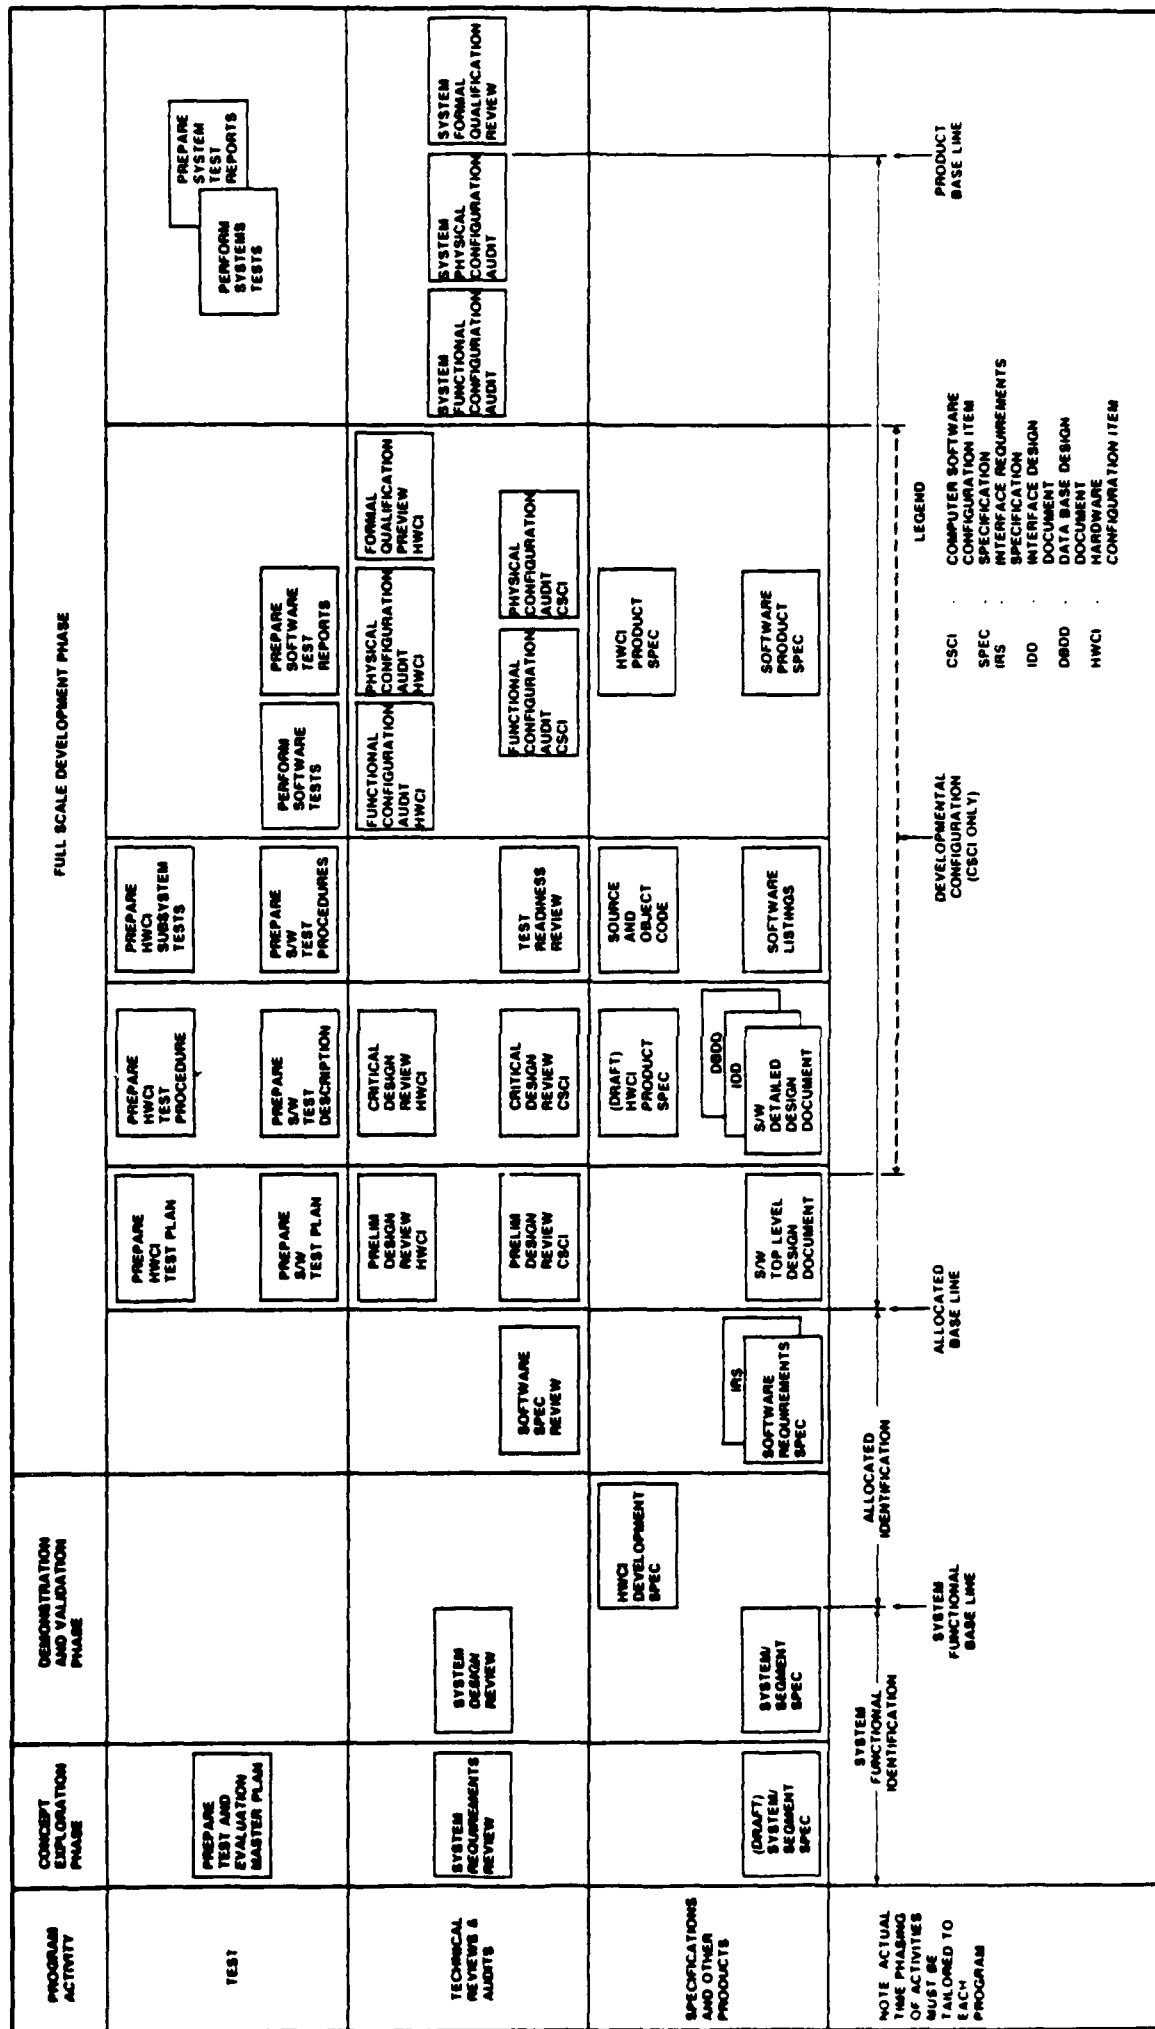 PROGRAM
ACTIVITY
CONCEPT
EXPLORATION
PHASE
DEMONSTRATION
AND VALIDATION
PHASE
FULL SCALE DEVELOPMENT PHASE
TEST
PREPARE
TEST AND
EVALUATION
MASTER PLAN
PREPARE
HWCI
TEST PLAN
PREPARE
S/W
TEST PLAN
PREPARE
HWCI
TEST
PROCEDURE
PREPARE
S/W
TEST
DESCRIPTION
PREPARE
HWCI
SUBSYSTEM
TESTS
PREPARE
S/W
TEST
PROCEDURES
PERFORM
SOFTWARE
TESTS
PREPARE
SOFTWARE
TEST
REPORTS
PERFORM
SYSTEMS
TESTS
PREPARE
SYSTEM
TEST
REPORTS
TECHNICAL
REVIEWS &
AUDITS
SYSTEM
REQUIREMENTS
REVIEW
SYSTEM
DESIGN
REVIEW
SOFTWARE
SPEC
REVIEW
PRELIM
DESIGN
REVIEW
HWCI
PRELIM
DESIGN
REVIEW
CSCI
CRITICAL
DESIGN
REVIEW
HWCI
CRITICAL
DESIGN
REVIEW
CSCI
TEST
READINESS
REVIEW
FUNCTIONAL
CONFIGURATION
AUDIT
HWCI
PHYSICAL
CONFIGURATION
AUDIT
HWCI
FORMAL
QUALIFICATION
PREVIEW
HWCI
FUNCTIONAL
CONFIGURATION
AUDIT
CSCI
PHYSICAL
CONFIGURATION
AUDIT
CSCI
SYSTEM
FUNCTIONAL
CONFIGURATION
AUDIT
SYSTEM
PHYSICAL
CONFIGURATION
AUDIT
SYSTEM
FORMAL
QUALIFICATION
REVIEW
SPECIFICATIONS
AND OTHER
PRODUCTS
(DRAFT)
SYSTEM/
SEGMENT
SPEC
SYSTEM/
SEGMENT
SPEC
HWCI
DEVELOPMENT
SPEC
IRS
SOFTWARE
REQUIREMENTS
SPEC
S/W
TOP LEVEL
DESIGN
DOCUMENT
(DRAFT)
HWCI
PRODUCT
SPEC
DBDD
IDD
S/W
DETAILED
DESIGN
DOCUMENT
SOURCE
AND
OBJECT
CODE
SOFTWARE
LISTINGS
HWCI
PRODUCT
SPEC
SOFTWARE
PRODUCT
SPEC
NOTE ACTUAL
TIME PHASING
OF ACTIVITIES
MUST BE
TAILORED TO
EACH
PROGRAM
SYSTEM
FUNCTIONAL
IDENTIFICATION
SYSTEM
FUNCTIONAL
BASE LINE
ALLOCATED
IDENTIFICATION
ALLOCATED
BASE LINE
DEVELOPMENTAL
CONFIGURATION
(CSCI ONLY)
PRODUCT
BASE LINE
LEGEND
CSCI · COMPUTER SOFTWARE
CONFIGURATION ITEM
SPEC · SPECIFICATION
IRS · INTERFACE REQUIREMENTS
SPECIFICATION
IDD · INTERFACE DESIGN
DOCUMENT
DBDD · DATA BASE DESIGN
DOCUMENT
HWCI · HARDWARE
CONFIGURATION ITEM